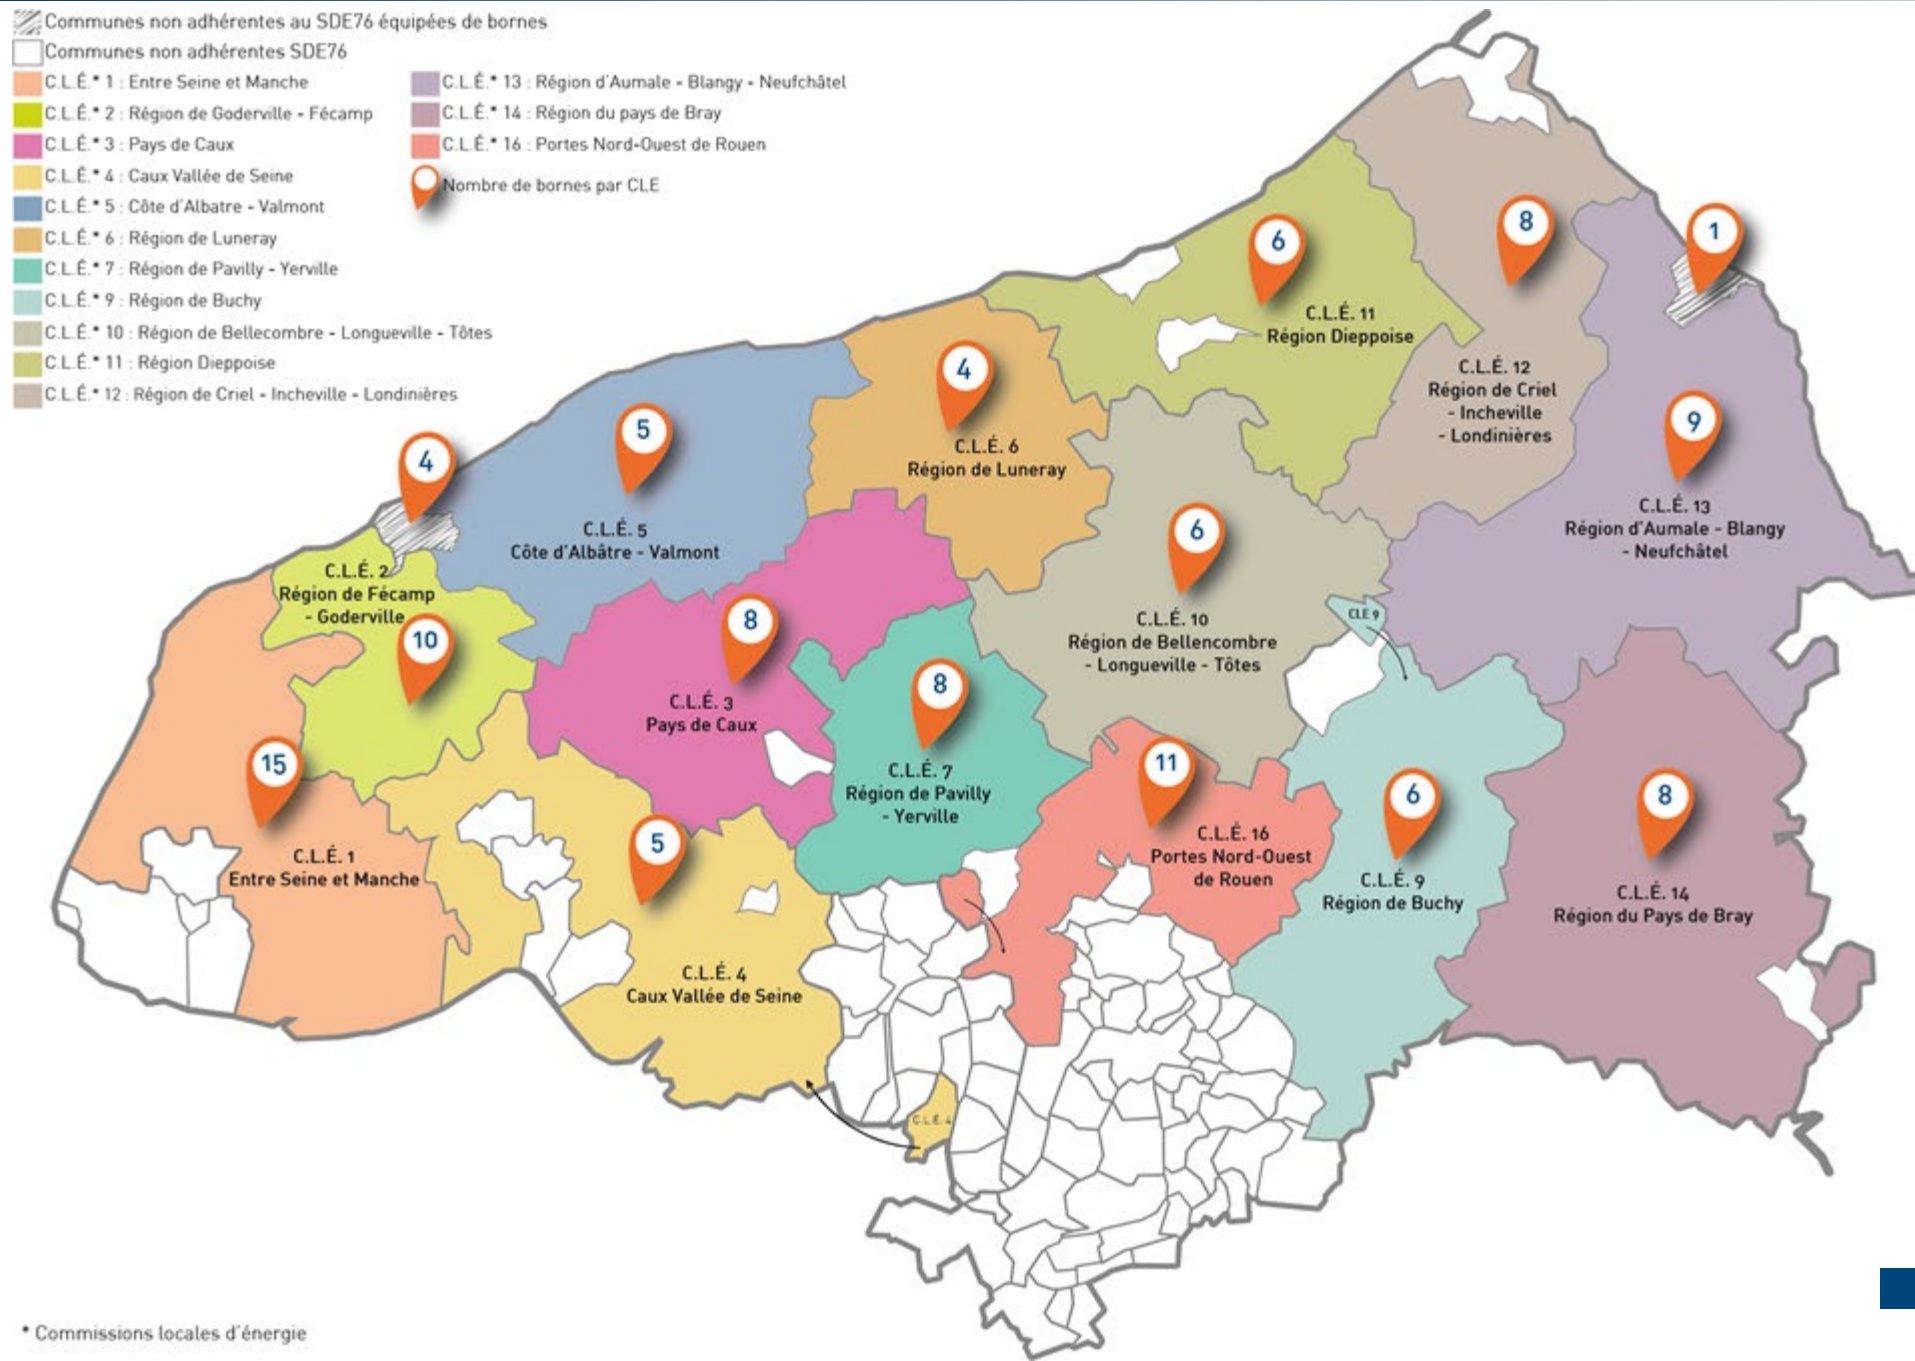 Communes non adhérentes au SDE76 équipées de bornes
Communes non adhérentes SDE76
C.L.É.* 1 : Entre Seine et Manche
C.L.É.* 2 : Région de Goderville - Fécamp
C.L.É.* 3 : Pays de Caux
C.L.É.* 4 : Caux Vallée de Seine
C.L.É.* 5 : Côte d'Albatre - Valmont
C.L.É.* 6 : Région de Luneray
C.L.É.* 7 : Région de Pavilly - Yerville
C.L.É.* 9 : Région de Buchy
C.L.É.* 10 : Région de Bellecombre - Longueville - Tôtes
C.L.É.* 11 : Région Dieppoise
C.L.É.* 12 : Région de Criel - Incheville - Londinières
C.L.É.* 13 : Région d'Aumale - Blangy - Neufchâtel
C.L.É.* 14 : Région du pays de Bray
C.L.É.* 16 : Portes Nord-Ouest de Rouen
Nombre de bornes par CLE
8
1
6
C.L.É. 11
Région Dieppoise
C.L.É. 12
Région de Criel
- Incheville
- Londinières
4
C.L.É. 6
Région de Luneray
9
C.L.É. 13
Région d'Aumale - Blangy
- Neufchâtel
5
C.L.É. 5
Côte d'Albâtre - Valmont
4
C.L.É. 2
Région de Fécamp
- Goderville
10
6
C.L.É. 10
Région de Bellencombre
- Longueville - Tôtes
CLE 9
8
C.L.É. 3
Pays de Caux
8
C.L.É. 7
Région de Pavilly
- Yerville
15
C.L.É. 1
Entre Seine et Manche
11
C.L.É. 16
Portes Nord-Ouest
de Rouen
6
C.L.É. 9
Région de Buchy
8
C.L.É. 14
Région du Pays de Bray
5
C.L.É. 4
Caux Vallée de Seine
C.L.É. 4
* Commissions locales d'énergie